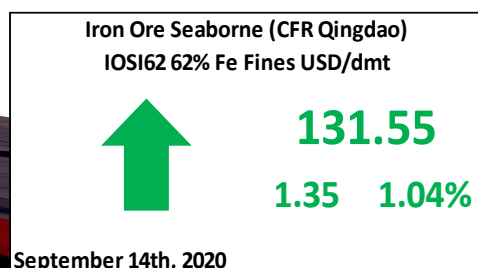 Iron Ore Seaborne (CFR Qingdao)
IOSI62 62% Fe Fines USD/dmt
131.55
1.35 1.04%
September 14th, 2020